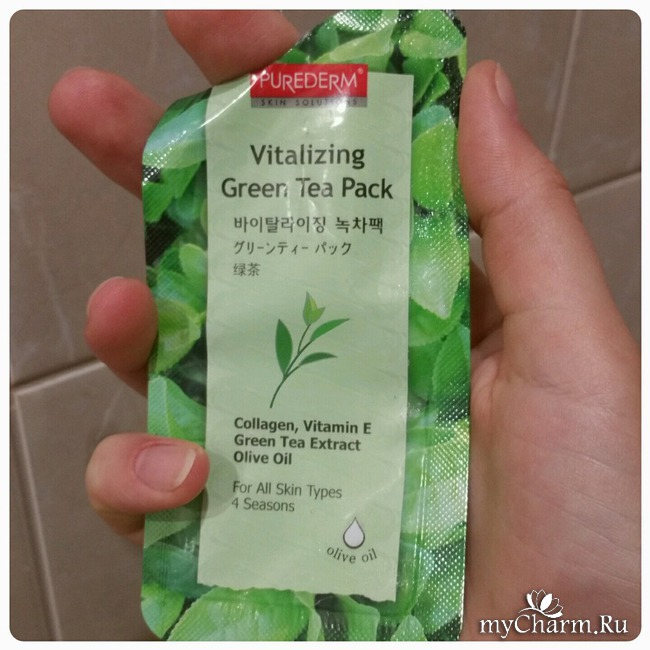 PUREDERM®
SKIN SOLUTIONS
Vitalizing
Green Tea Pack
바이탈라이징 녹차팩
グリーンティー パック
绿茶
Collagen, Vitamin E
Green Tea Extract
Olive Oil
For All Skin Types
4 Seasons
olive oil
myCharm.Ru